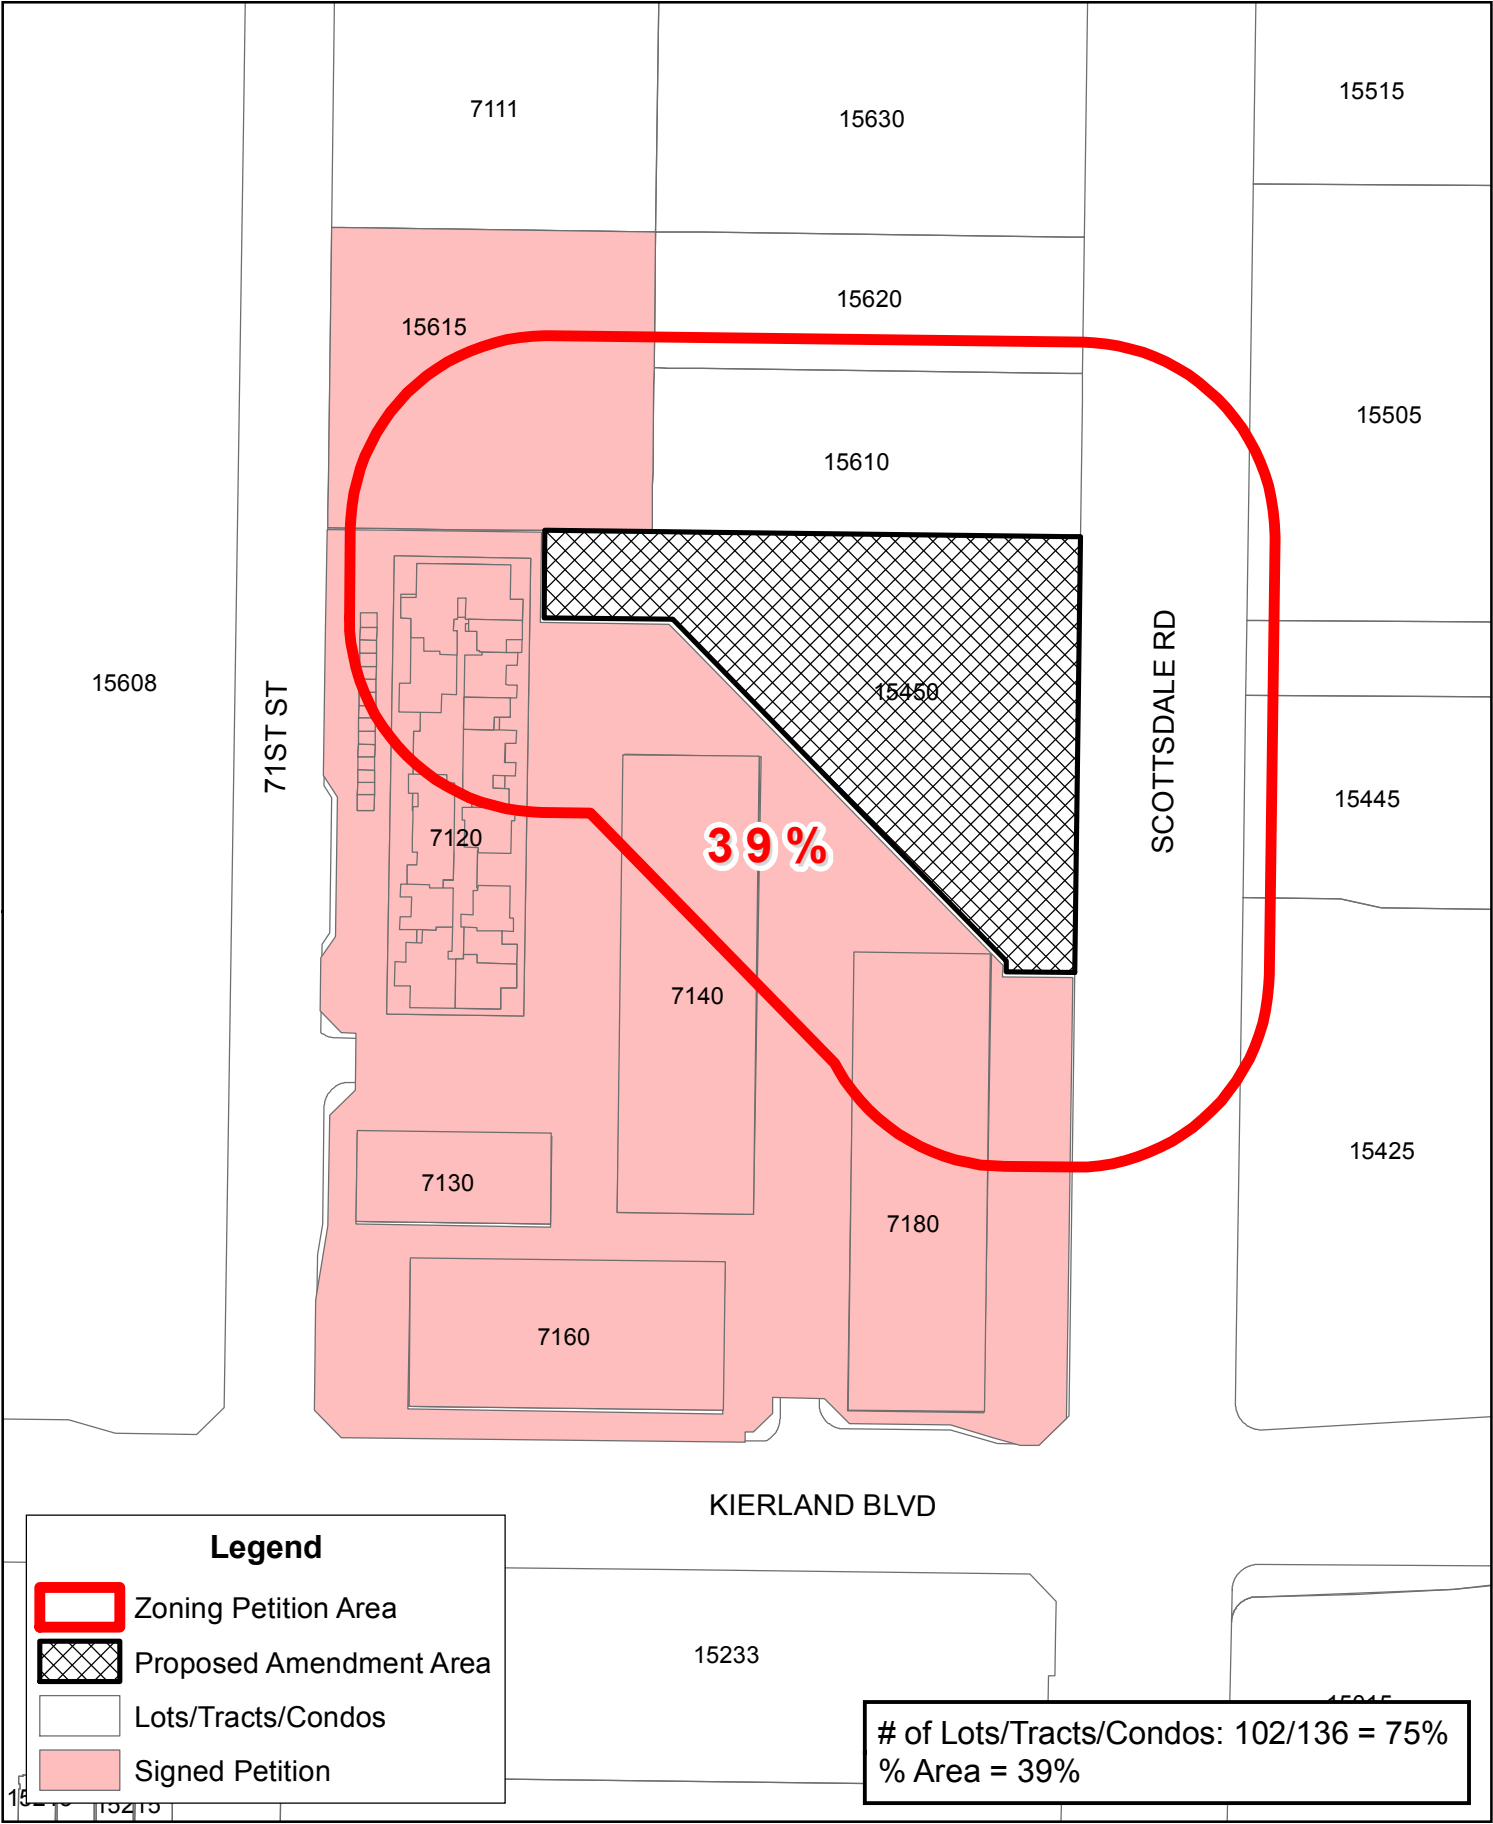 7111
15630
15515
15620
15615
15505
15610
15608
71ST ST
15450
SCOTTSDALE RD
15445
7120
39%
7140
15425
7130
7180
7160
KIERLAND BLVD
Legend
Zoning Petition Area
Proposed Amendment Area
Lots/Tracts/Condos
Signed Petition
15233
# of Lots/Tracts/Condos: 102/136 = 75%
% Area = 39%
15215